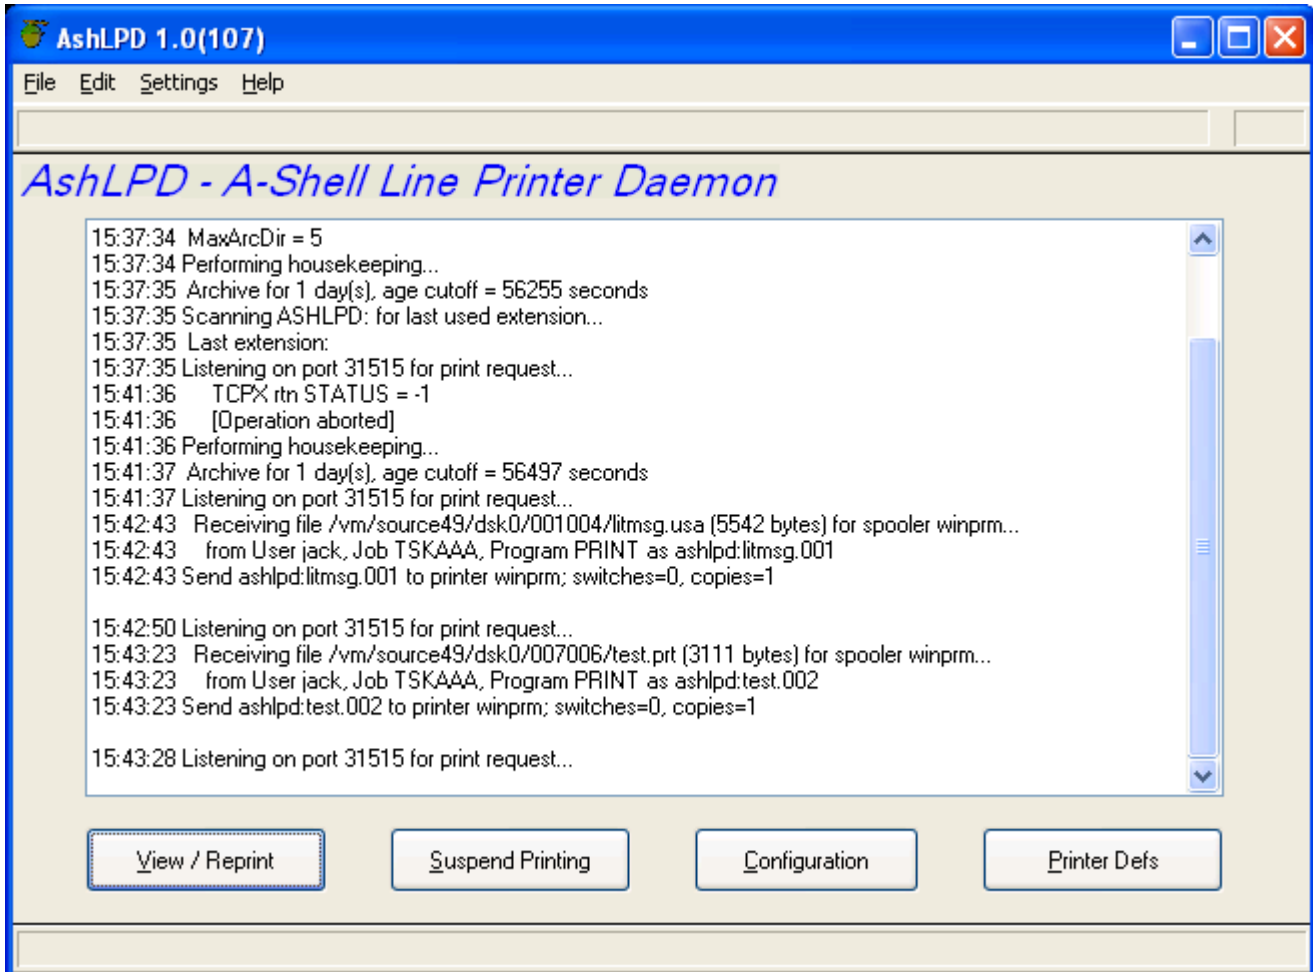 AshLPD 1.0(107)
File Edit Settings Help
AshLPD - A-Shell Line Printer Daemon
15:37:34  MaxArcDir = 5
15:37:34 Performing housekeeping...
15:37:35  Archive for 1 day(s), age cutoff = 56255 seconds
15:37:35 Scanning ASHLPD: for last used extension...
15:37:35  Last extension:
15:37:35 Listening on port 31515 for print request...
15:41:36     TCPX rtn STATUS = -1
15:41:36     [Operation aborted]
15:41:36 Performing housekeeping...
15:41:37  Archive for 1 day(s), age cutoff = 56497 seconds
15:41:37 Listening on port 31515 for print request...
15:42:43   Receiving file /vm/source49/dsk0/001004/litmsg.usa (5542 bytes) for spooler winprm...
15:42:43    from User jack, Job TSKAAA, Program PRINT as ashlpd:litmsg.001
15:42:43 Send ashlpd:litmsg.001 to printer winprm; switches=0, copies=1
15:42:50 Listening on port 31515 for print request...
15:43:23   Receiving file /vm/source49/dsk0/007006/test.prt (3111 bytes) for spooler winprm...
15:43:23    from User jack, Job TSKAAA, Program PRINT as ashlpd:test.002
15:43:23 Send ashlpd:test.002 to printer winprm; switches=0, copies=1
15:43:28 Listening on port 31515 for print request...
View / Reprint Suspend Printing Configuration Printer Defs